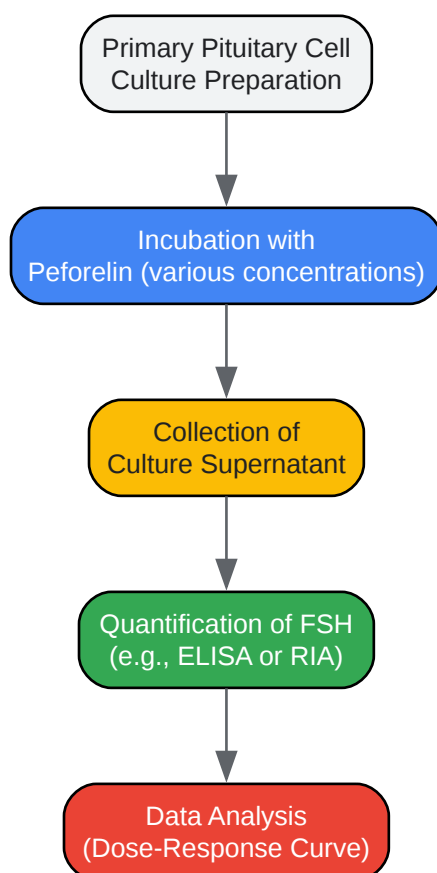 Primary Pituitary Cell
Culture Preparation
Incubation with
Peforelin (various concentrations)
Collection of
Culture Supernatant
Quantification of FSH
(e.g., ELISA or RIA)
Data Analysis
(Dose-Response Curve)